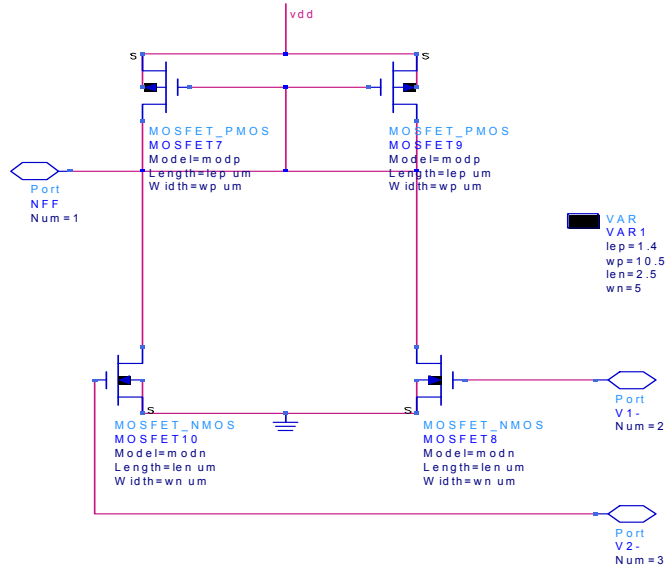 vdd
S
S
MOSFET_PMOS
MOSFET7
Model=modp
Length=lep um
Width=wp um
MOSFET_PMOS
MOSFET9
Model=modp
Length=lep um
Width=wp um
Port
NFF
Num=1
VAR
VAR1
lep=1.4
wp=10.5
len=2.5
wn=5
S
S
MOSFET_NMOS
MOSFET10
Model=modn
Length=len um
Width=wn um
MOSFET_NMOS
MOSFET8
Model=modn
Length=len um
Width=wn um
Port
V1-
Num=2
Port
V2-
Num=3